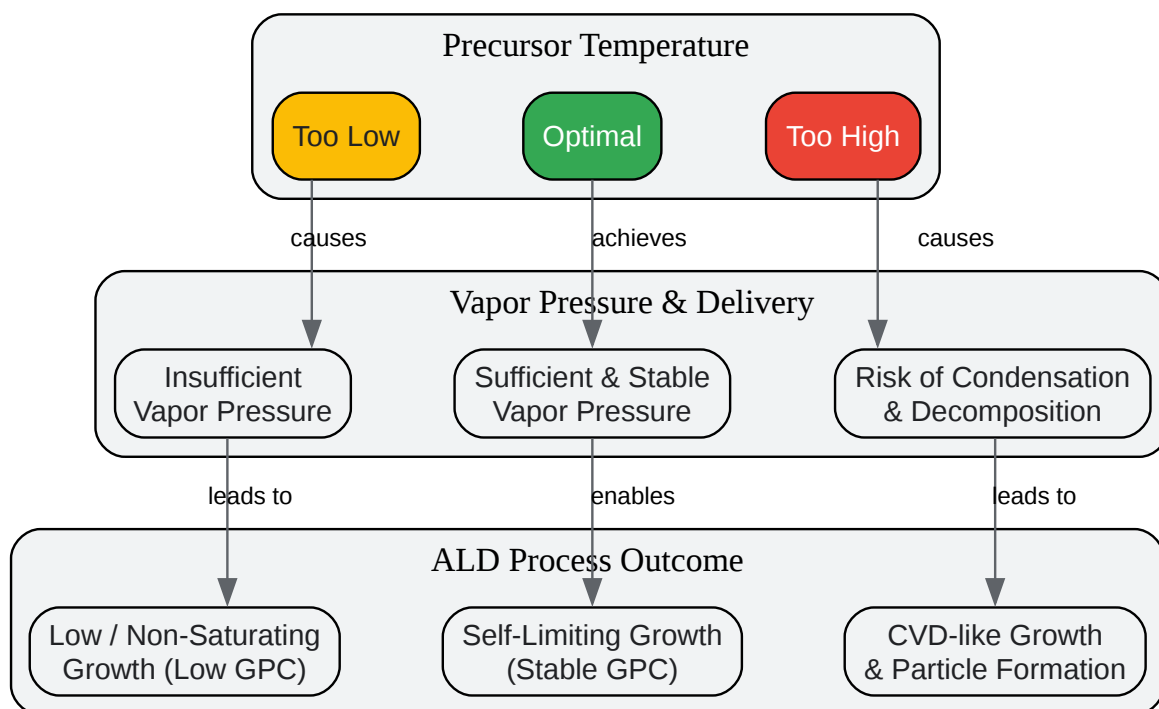 Precursor Temperature
Too Low
Optimal
Too High
causes
achieves
causes
Vapor Pressure & Delivery
Insufficient
Vapor Pressure
Sufficient & Stable
Vapor Pressure
Risk of Condensation
& Decomposition
leads to
enables
leads to
ALD Process Outcome
Low / Non-Saturating
Growth (Low GPC)
Self-Limiting Growth
(Stable GPC)
CVD-like Growth
& Particle Formation